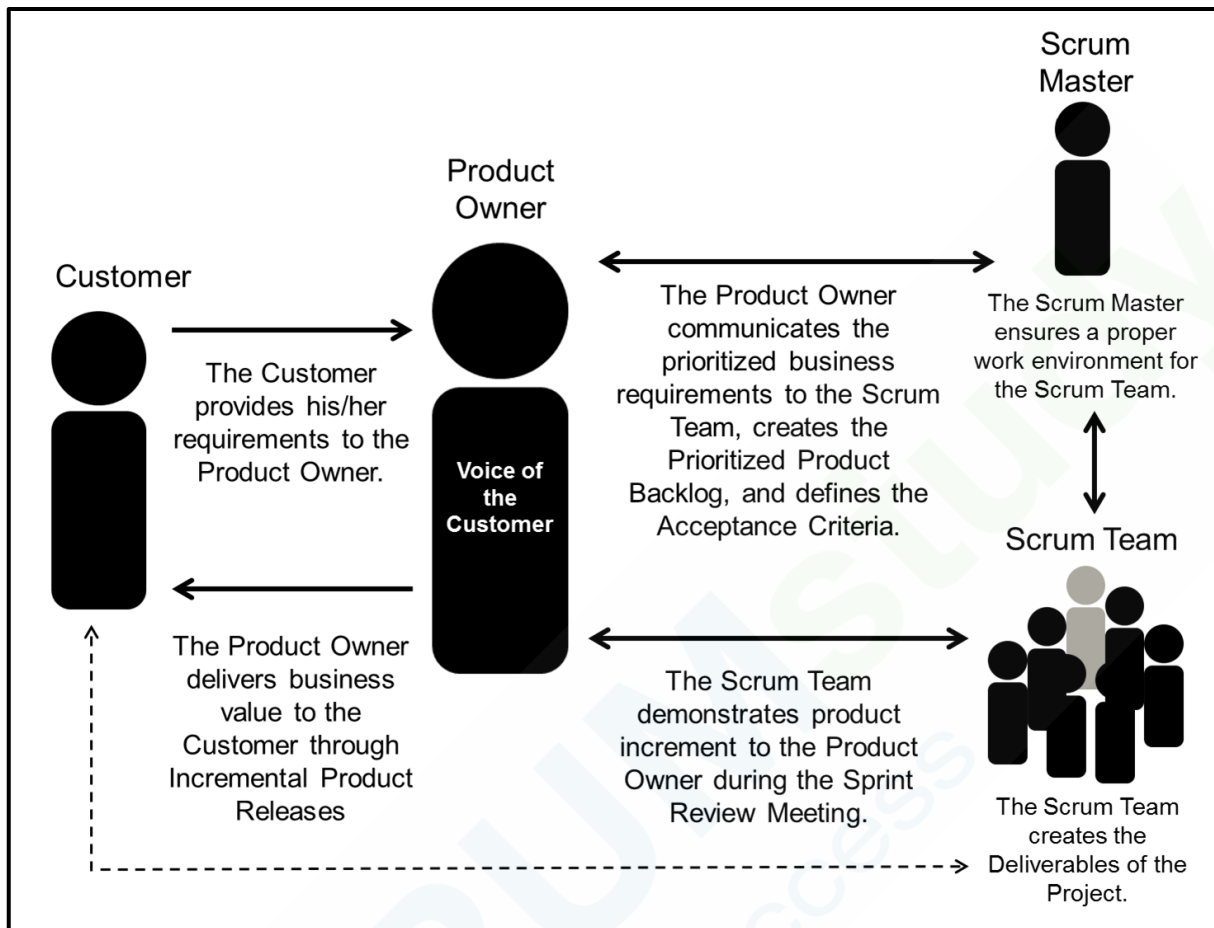 Scrum
Master
Product
Owner
Customer
The Customer
provides his/her
requirements to the
Product Owner.
Voice of
the
Customer
The Product Owner
communicates the
prioritized business
requirements to the Scrum
Team, creates the
Prioritized Product
Backlog, and defines the
Acceptance Criteria.
The Scrum Master
ensures a proper
work environment for
the Scrum Team.
Scrum Team
The Product Owner
delivers business
value to the
Customer through
Incremental Product
Releases
The Scrum Team
demonstrates product
increment to the Product
Owner during the Sprint
Review Meeting.
The Scrum Team
creates the
Deliverables of the
Project.